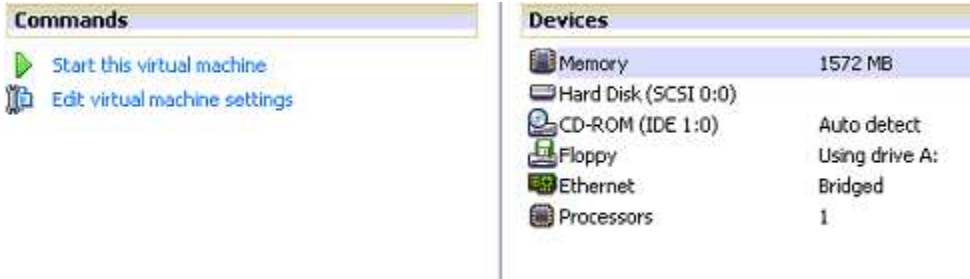 Commands
Start this virtual machine
Edit virtual machine settings
Devices
Memory 1572 MB
Hard Disk (SCSI 0:0)
CD-ROM (IDE 1:0) Auto detect
Floppy Using drive A:
Ethernet Bridged
Processors 1